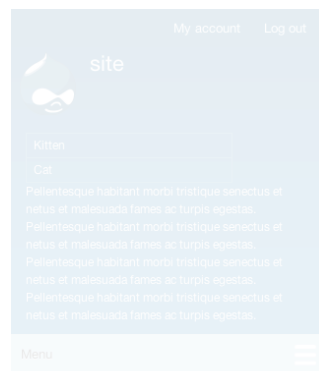 My account Log out
site
Kitten
Cat
Pellentesque habitant morbi tristique senectus et
netus et malesuada fames ac turpis egestas.
Pellentesque habitant morbi tristique senectus et
netus et malesuada fames ac turpis egestas.
Pellentesque habitant morbi tristique senectus et
netus et malesuada fames ac turpis egestas.
Pellentesque habitant morbi tristique senectus et
netus et malesuada fames ac turpis egestas.
Menu